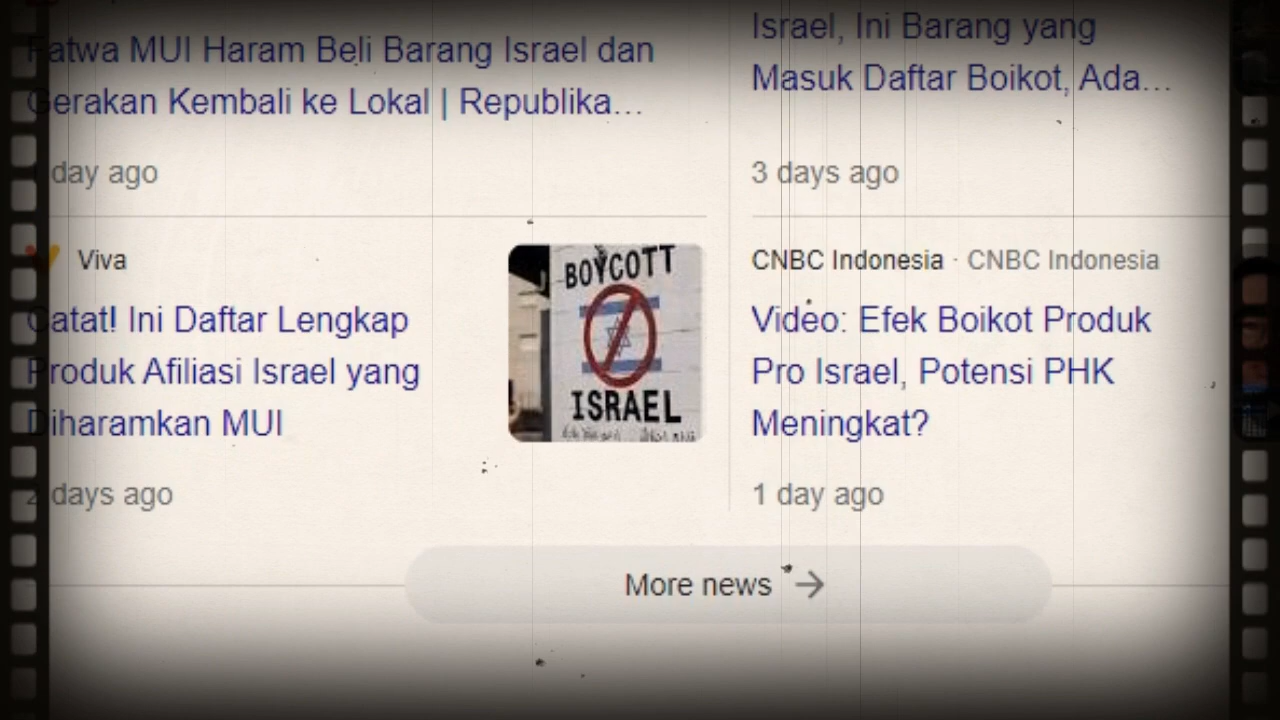 Fatwa MUI Haram Beli Barang Israel dan
Gerakan Kembali ke Lokal | Republika...
day ago
Israel, Ini Barang yang
Masuk Daftar Boikot, Ada...
3 days ago
Viva
Catat! Ini Daftar Lengkap
Produk Afiliasi Israel yang
Diharamkan MUI
2 days ago
BOYCOTT
ISRAEL
CNBC Indonesia · CNBC Indonesia
Video: Efek Boikot Produk
Pro Israel, Potensi PHK
Meningkat?
1 day ago
More news →